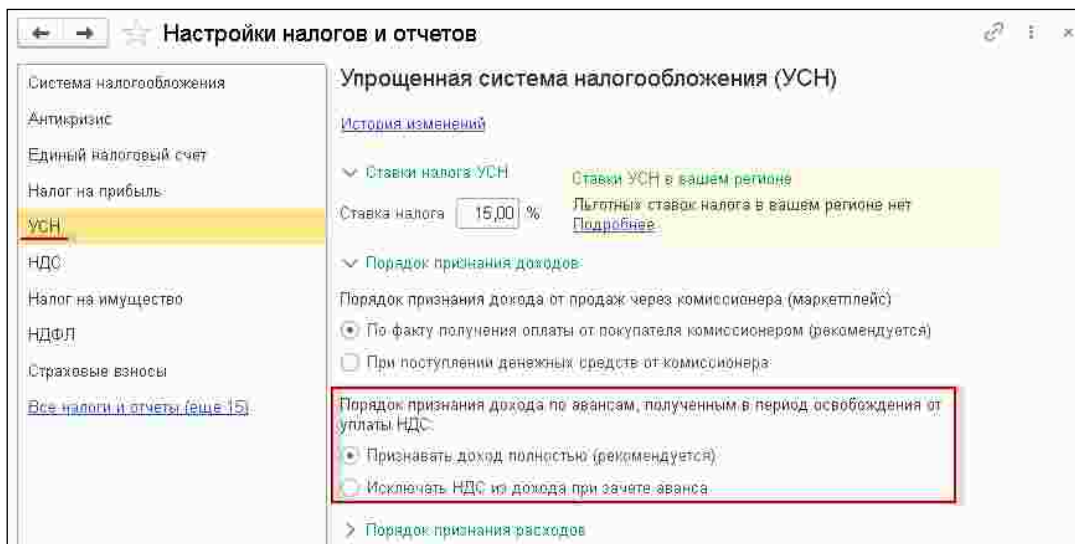 Настройки налогов и отчетов
Система налогообложения
Антикризис
Единый налоговый счет
Налог на прибыль
УСН
НДС
Налог на имущество
НДФЛ
Страховые взносы
Все налоги и отчеты (еще 15)
Упрощенная система налогообложения (УСН)
История изменений
Ставки налога УСН
Ставка налога 15,00 %
Ставки УСН в вашем регионе
Льготных ставок налога в вашем регионе нет
Подробнее
Порядок признания доходов
Порядок признания дохода от продаж через комиссионера (маркетплейс)
По факту получения оплаты от покупателя комиссионером (рекомендуется)
При поступлении денежных средств от комиссионера
Порядок признания дохода по авансам, полученным в период освобождения от
уплаты НДС:
Признавать доход полностью (рекомендуется)
Исключать НДС из дохода при зачете аванса
Порядок признания расходов